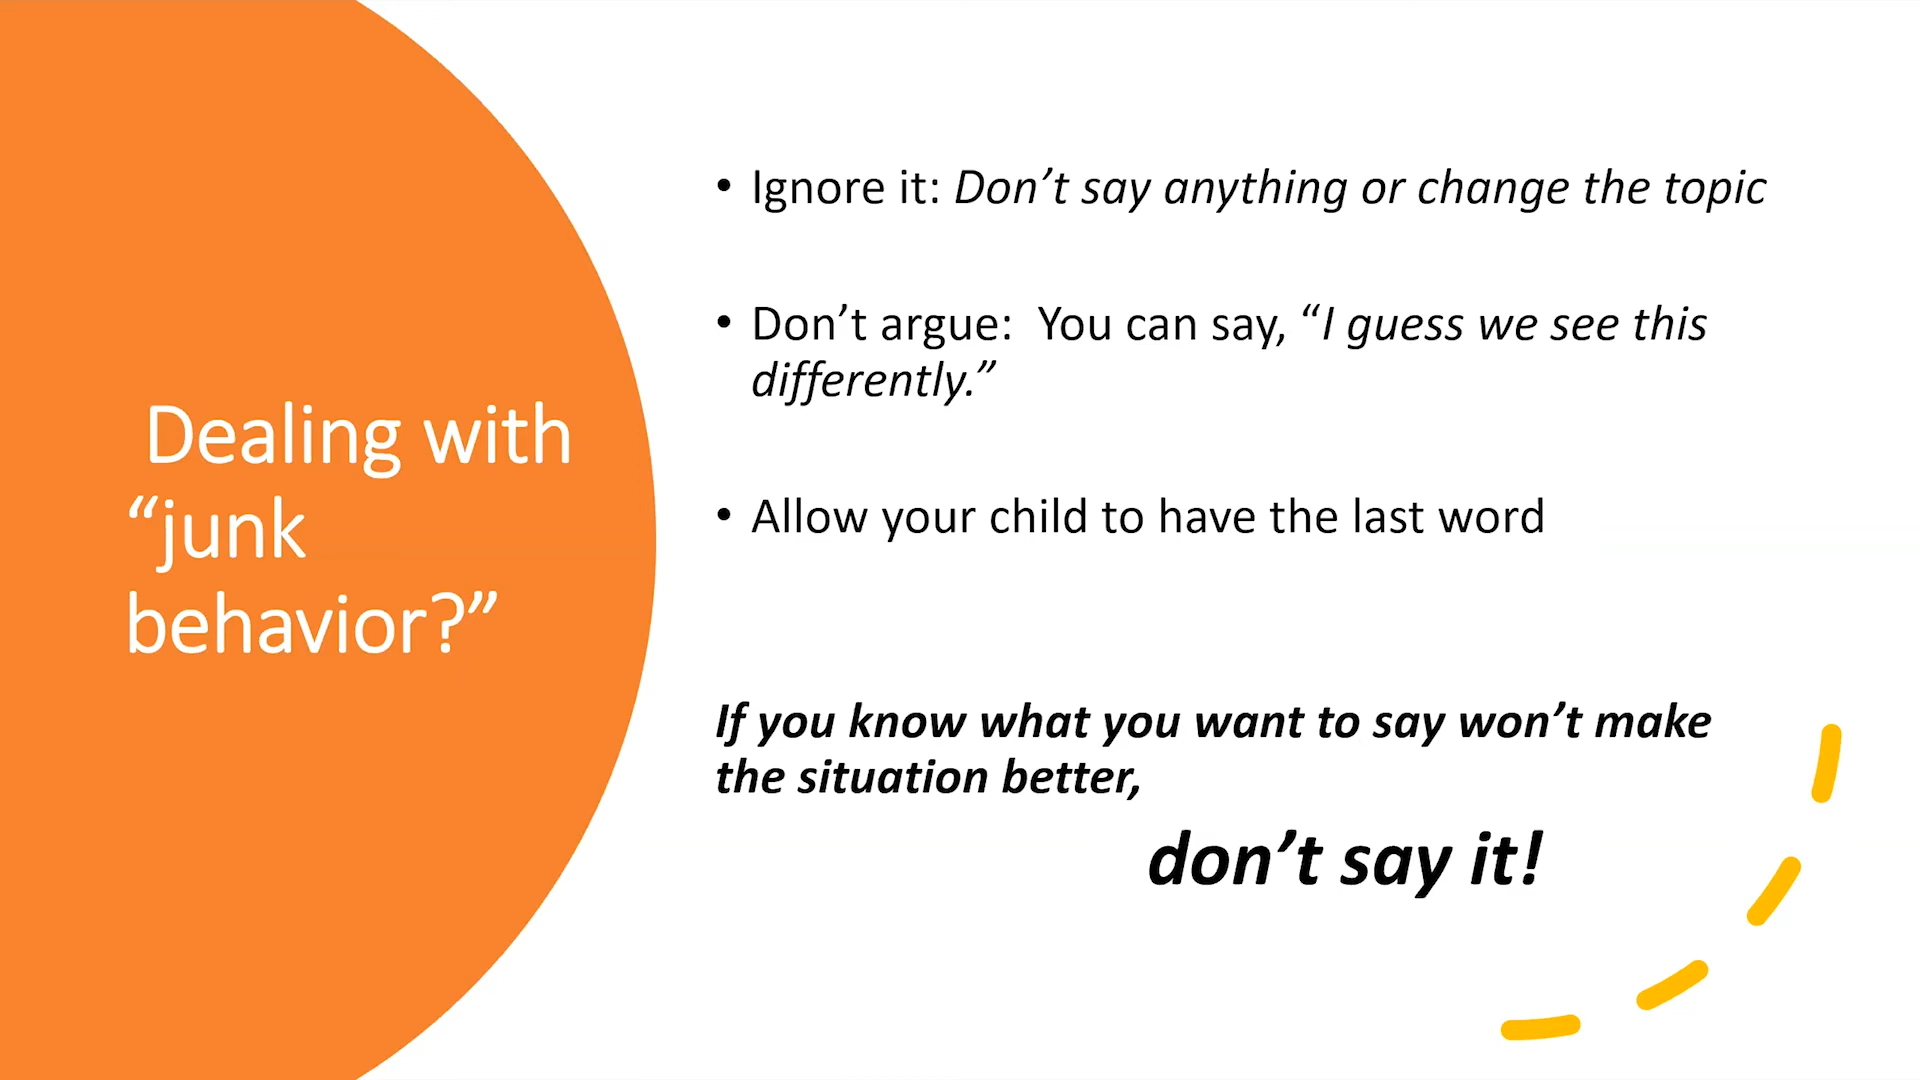 Dealing with
“junk
behavior?”
• Ignore it: Don’t say anything or change the topic
• Don’t argue:  You can say, “I guess we see this
differently.”
• Allow your child to have the last word
If you know what you want to say won’t make
the situation better,
don’t say it!